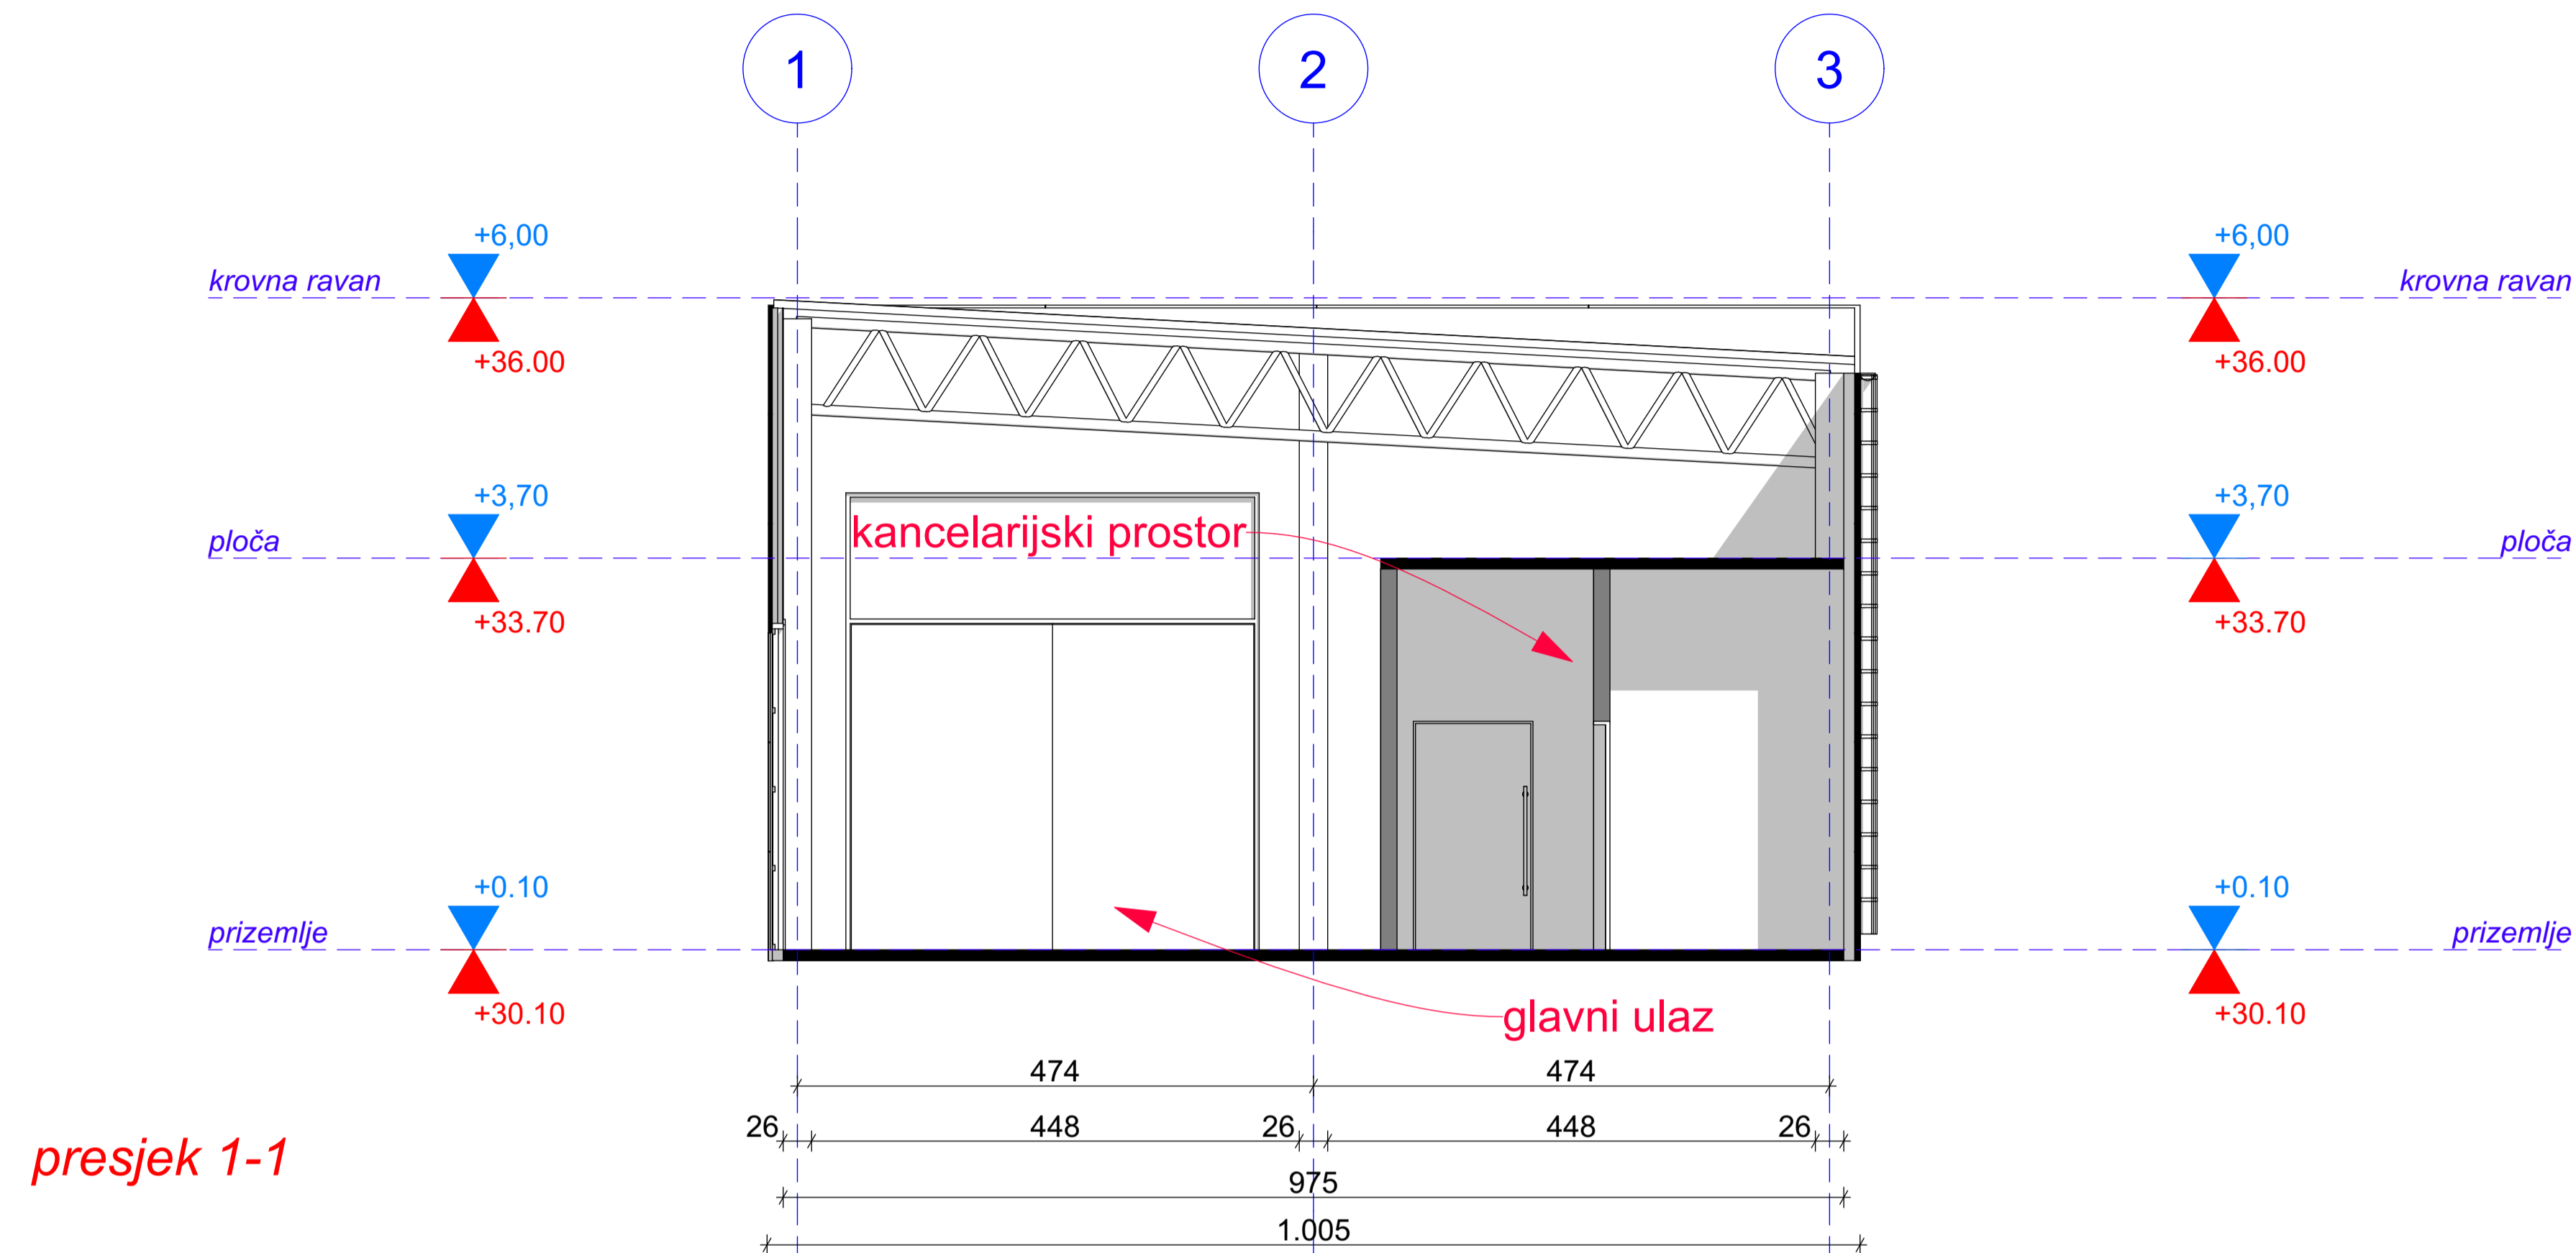 1 2 3
+6,00 +6,00
krovna ravan krovna ravan
+36.00 +36.00
+3,70 +3,70
kancelarijski prostor
ploča ploča
+33.70 +33.70
+0.10 +0.10
prizemlje prizemlje
+30.10 +30.10
glavni ulaz
474 474
26 448 26 448 26
presjek 1-1
975
1.005